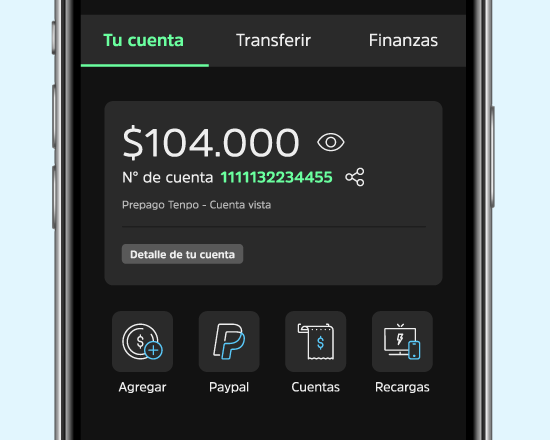 Tu cuenta Transferir Finanzas
$104.000
N° de cuenta 1111132234455
Prepago Tenpo - Cuenta vista
Detalle de tu cuenta
Agregar Paypal Cuentas Recargas